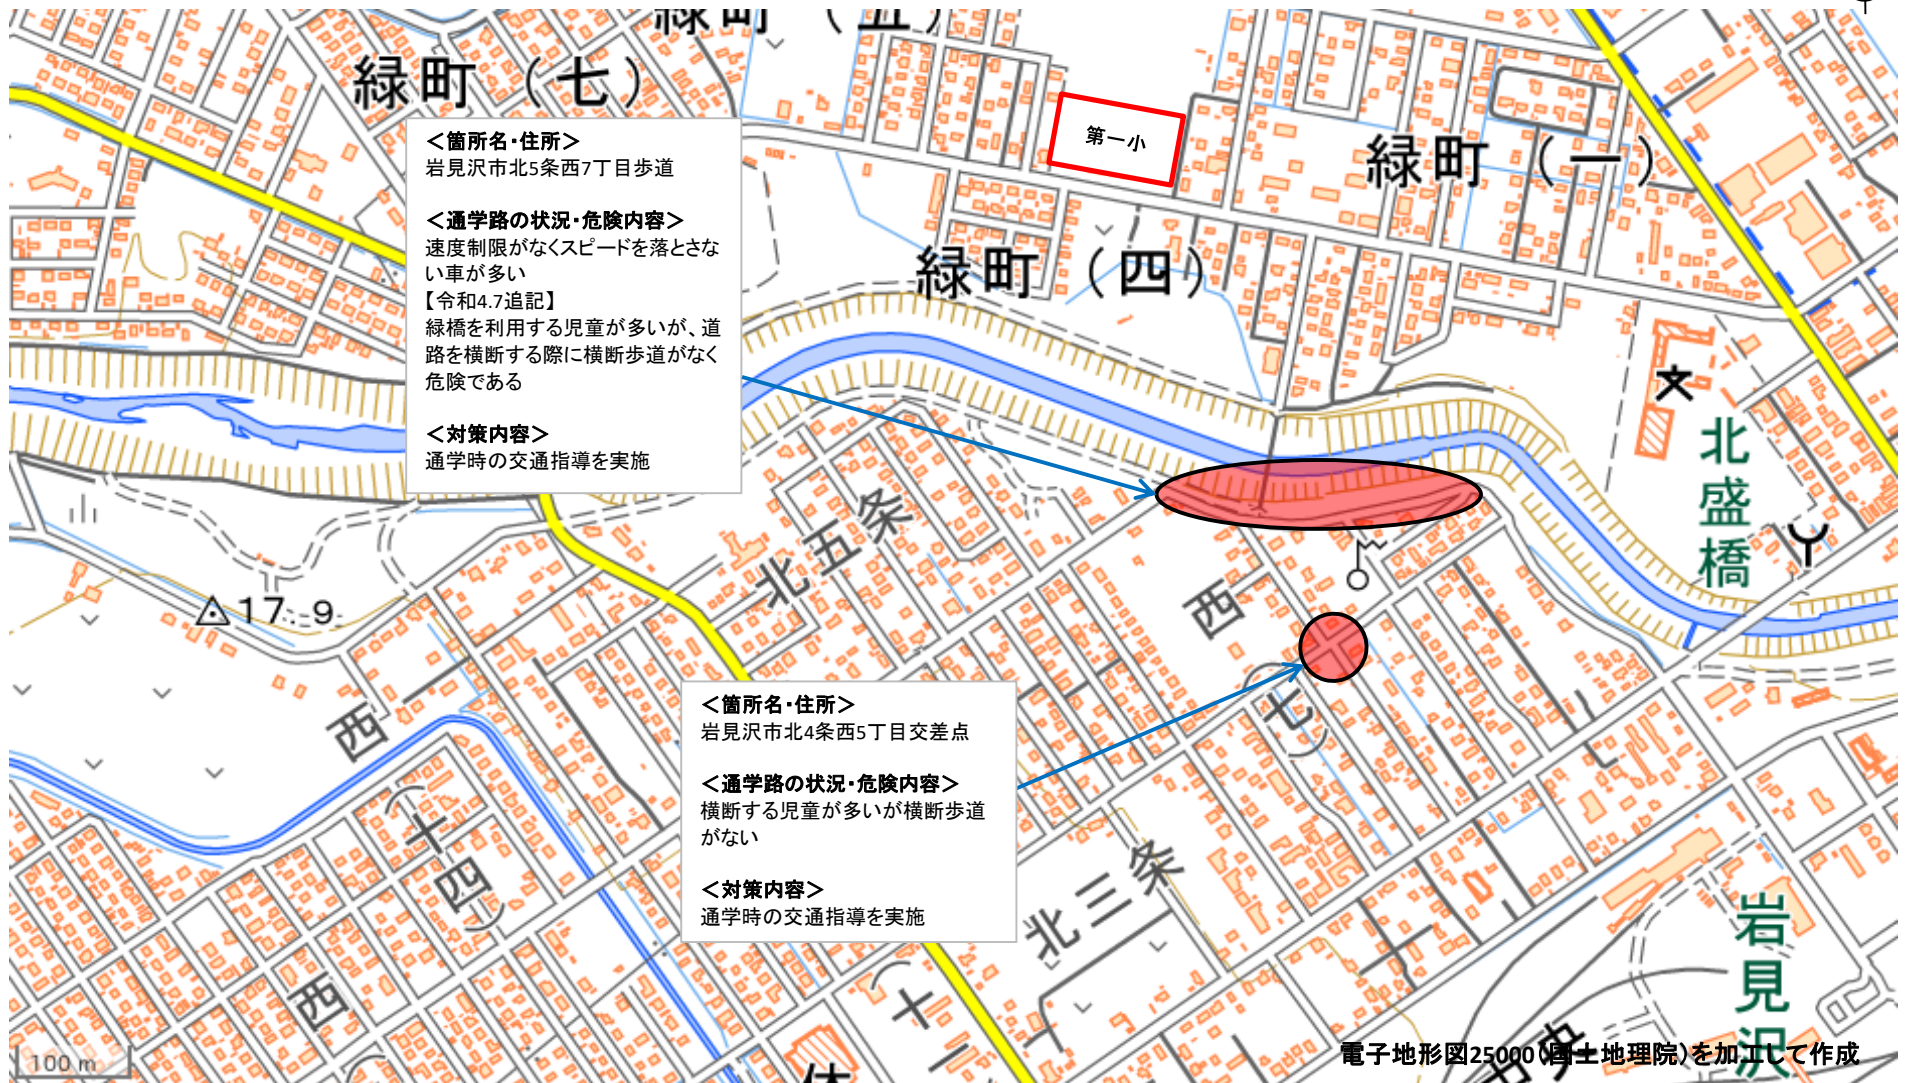 緑町（五）
緑町（七）
第一小
緑町（一）
緑町（四）
＜箇所名・住所＞
岩見沢市北5条西7丁目歩道
＜通学路の状況・危険内容＞
速度制限がなくスピードを落とさな
い車が多い
【令和4.7追記】
緑橋を利用する児童が多いが、道
路を横断する際に横断歩道がなく
危険である
＜対策内容＞
通学時の交通指導を実施
北盛橋
北五条
西（七）
17.9
西（十四）
＜箇所名・住所＞
岩見沢市北4条西5丁目交差点
＜通学路の状況・危険内容＞
横断する児童が多いが横断歩道
がない
＜対策内容＞
通学時の交通指導を実施
北三条
西
（十一
岩見沢
中央
体
100 m
電子地形図25000（国土地理院）を加工して作成